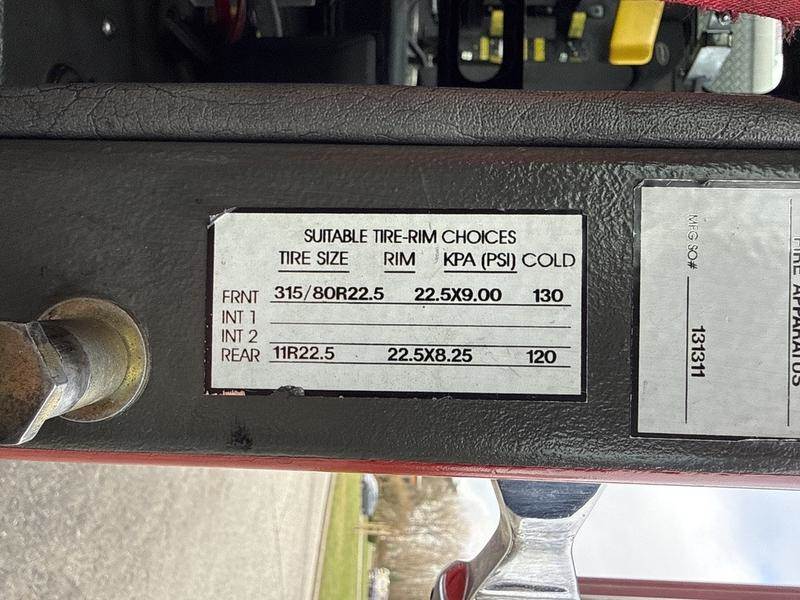 SUITABLE TIRE-RIM CHOICES
TIRE SIZE RIM KPA (PSI) COLD
FRNT 315/80R22.5 22.5X9.00 130
INT 1
INT 2
REAR 11R22.5 22.5X8.25 120
MFG SO# 131311
FIRE APPARATUS